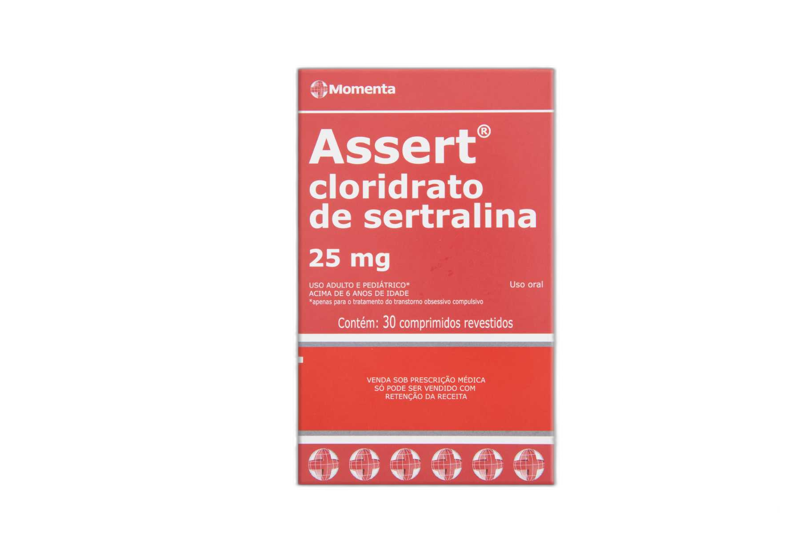 Momenta
Assert®
cloridrato
de sertralina
25 mg
USO ADULTO E PEDIÁTRICO*
ACIMA DE 6 ANOS DE IDADE
*apenas para o tratamento do transtorno obsessivo compulsivo
Uso oral
Contém: 30 comprimidos revestidos
VENDA SOB PRESCRIÇÃO MÉDICA
SÓ PODE SER VENDIDO COM
RETENÇÃO DA RECEITA